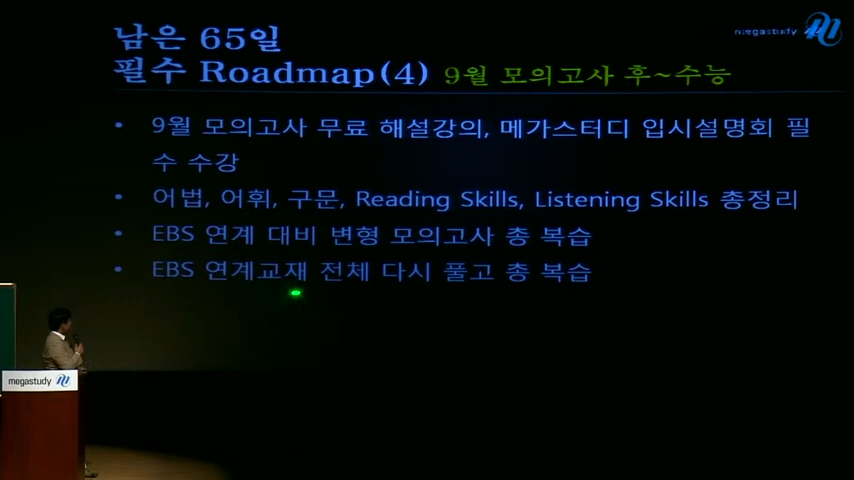 남은 65일
필수 Roadmap(4) 9월 모의고사 후~수능
• 9월 모의고사 무료 해설강의, 메가스터디 입시설명회 필
수 수강
• 어법, 어휘, 구문, Reading Skills, Listening Skills 총정리
• EBS 연계 대비 변형 모의고사 총 복습
• EBS 연계교재 전체 다시 풀고 총 복습
megastudy
megastudy